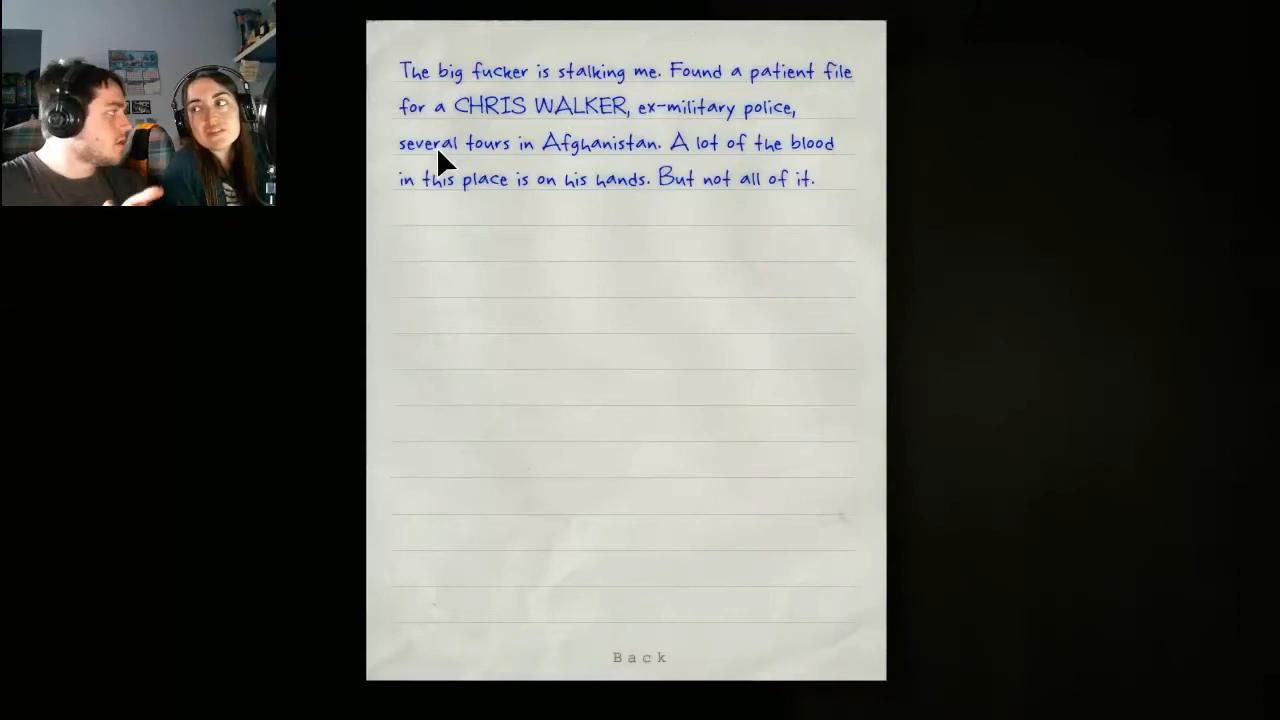 The big fucker is stalking me. Found a patient file
for a CHRIS WALKER, ex-military police,
several tours in Afghanistan. A lot of the blood
in this place is on his hands. But not all of it.
Back